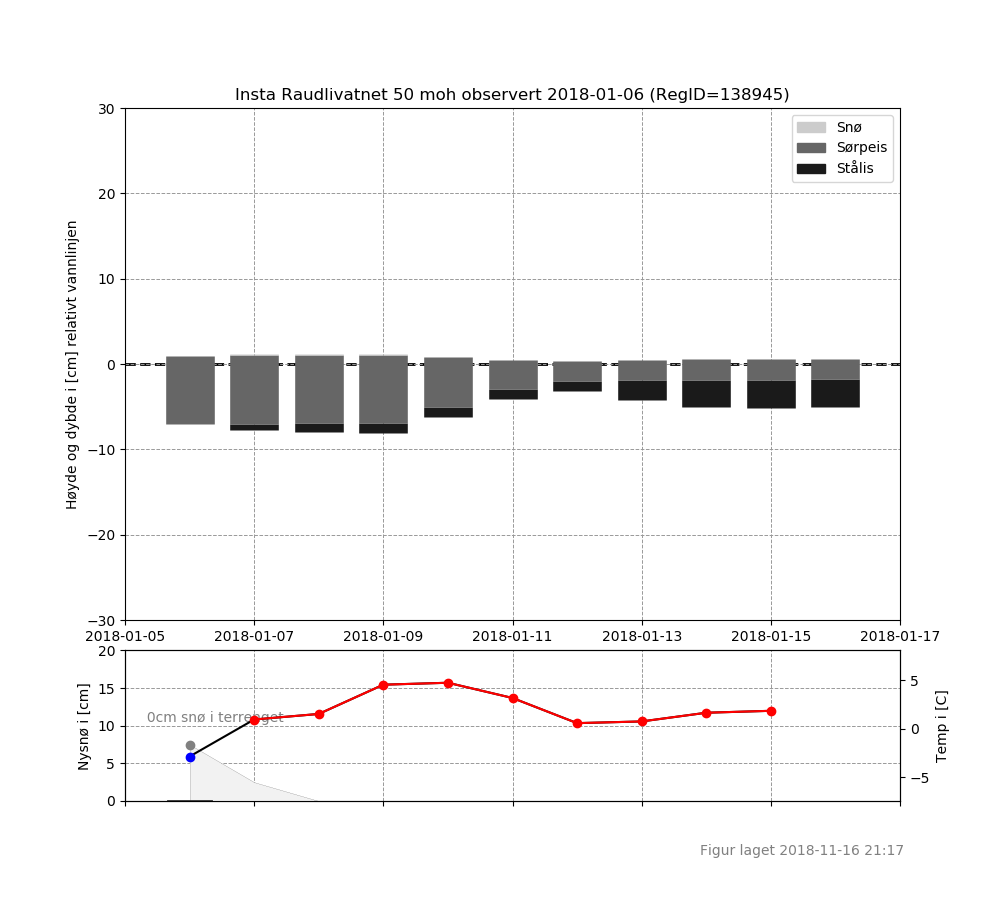 Insta Raudlivatnet 50 moh observert 2018-01-06 (RegID=138945)
Høyde og dybde i [cm] relativt vannlinjen
30
20
10
0
−10
−20
−30
Snø
Sørpeis
Stålis
2018-01-05 2018-01-07 2018-01-09 2018-01-11 2018-01-13 2018-01-15 2018-01-17
Nysnø i [cm]
20
15
10
5
0
0cm snø i terrenget
5
0
−5
Temp i [C]
Figur laget 2018-11-16 21:17